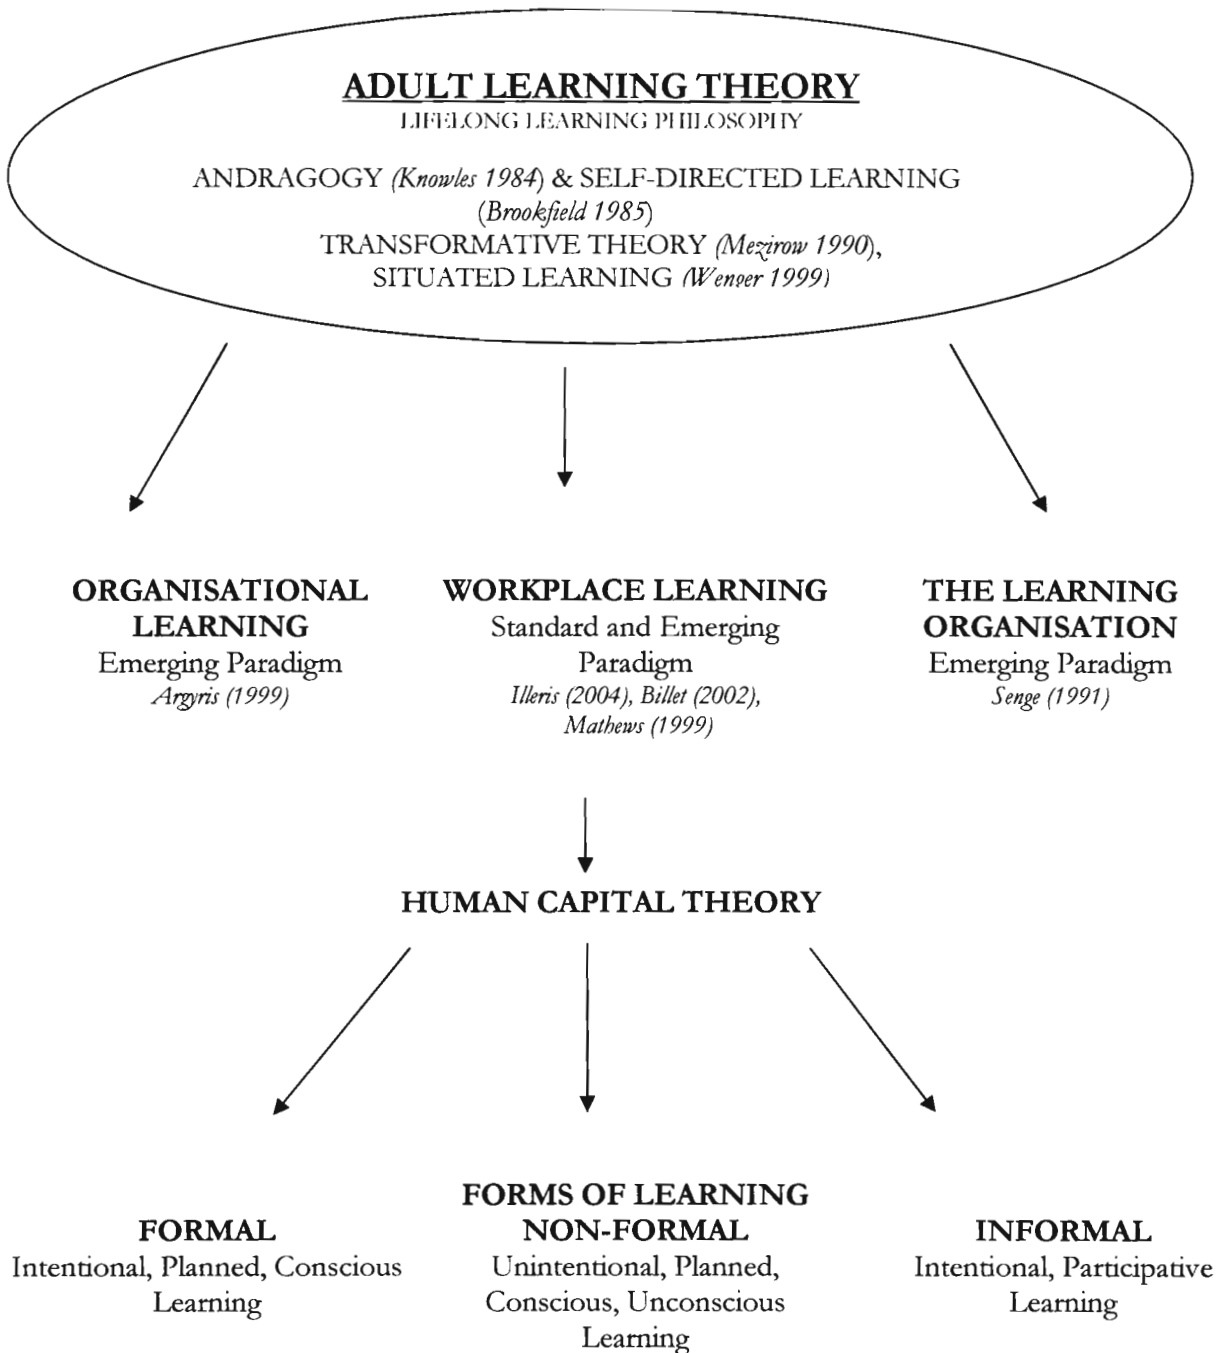 ADULT LEARNING THEORY
LIFELONG LEARNING PHILOSOPHY
ANDRAGOGY (Knowles 1984) & SELF-DIRECTED LEARNING
(Brookfield 1985)
TRANSFORMATIVE THEORY (Mezirow 1990),
SITUATED LEARNING (Wenger 1999)
ORGANISATIONAL
LEARNING
Emerging Paradigm
Argyris (1999)
WORKPLACE LEARNING
Standard and Emerging
Paradigm
Illeris (2004), Billet (2002),
Mathews (1999)
THE LEARNING
ORGANISATION
Emerging Paradigm
Senge (1991)
HUMAN CAPITAL THEORY
FORMAL
Intentional, Planned, Conscious
Learning
FORMS OF LEARNING
NON-FORMAL
Unintentional, Planned,
Conscious, Unconscious
Learning
INFORMAL
Intentional, Participative
Learning